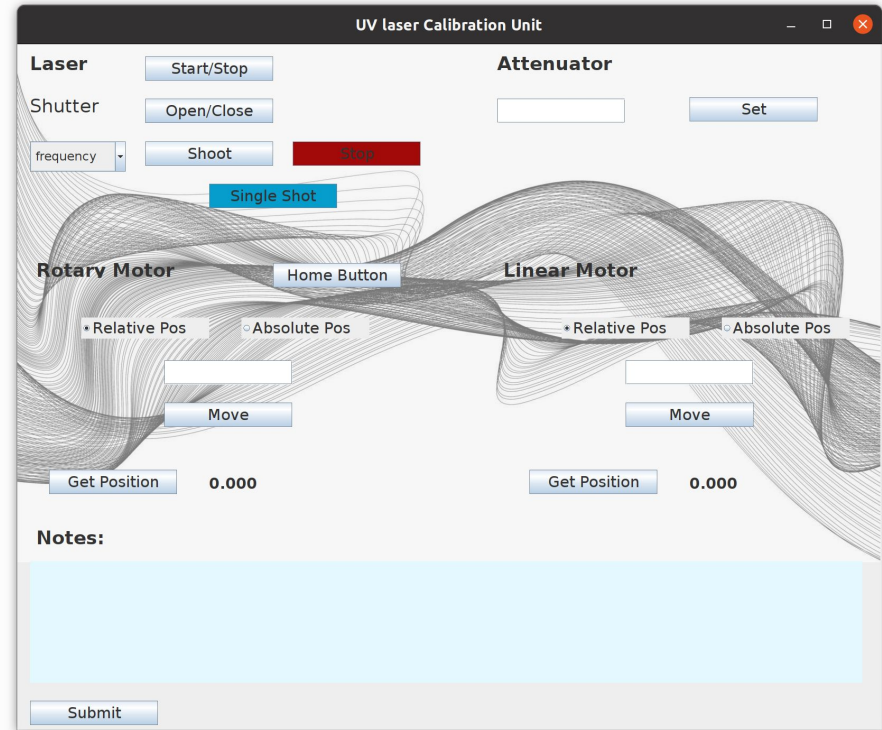 UV laser Calibration Unit
Laser
Start/Stop
Attenuator
Shutter
Open/Close
Set
frequency
Shoot
Stop
Single Shot
Rotary Motor
Home Button
Linear Motor
Relative Pos
Absolute Pos
Relative Pos
Absolute Pos
Move
Move
Get Position
0.000
Get Position
0.000
Notes:
Submit